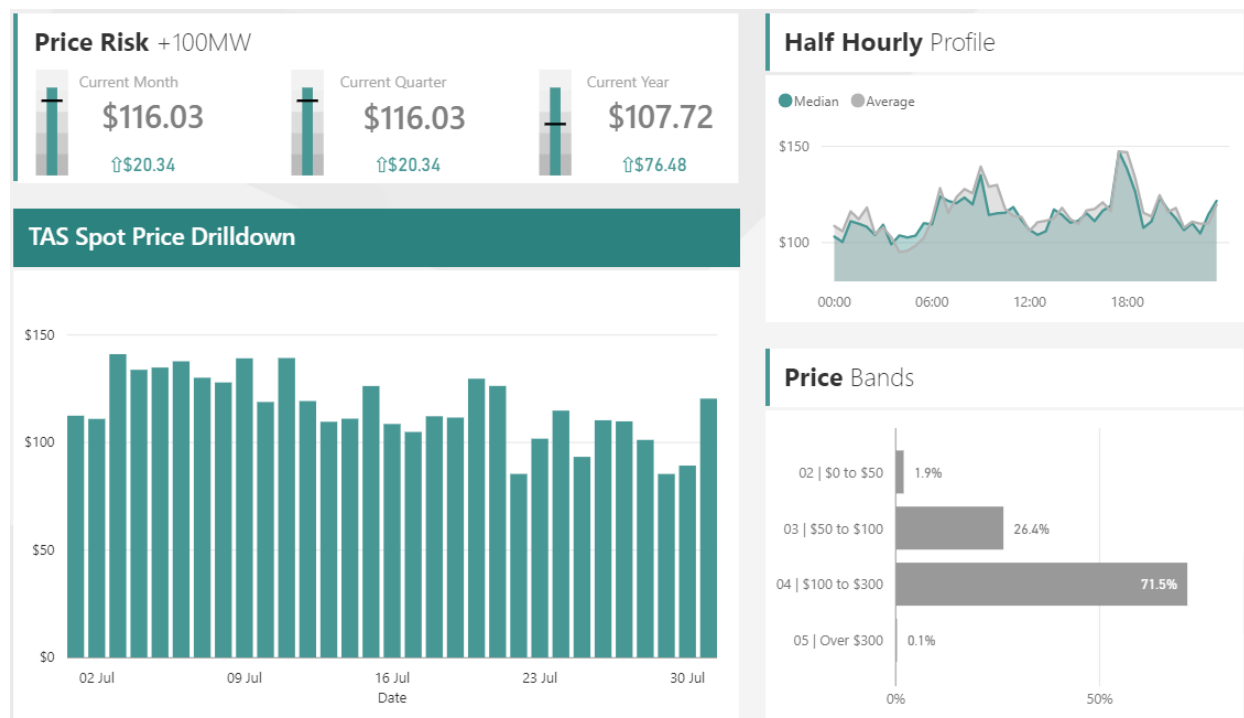 Price Risk +100MW
Current Month
$116.03
⇧$20.34
Current Quarter
$116.03
⇧$20.34
Current Year
$107.72
⇧$76.48
TAS Spot Price Drilldown
$150
$100
$50
$0
02 Jul 09 Jul 16 Jul 23 Jul 30 Jul
Date
Half Hourly Profile
Median Average
$150
$100
00:00 06:00 12:00 18:00
Price Bands
02 | $0 to $50 1.9%
03 | $50 to $100 26.4%
04 | $100 to $300 71.5%
05 | Over $300 0.1%
0% 50%